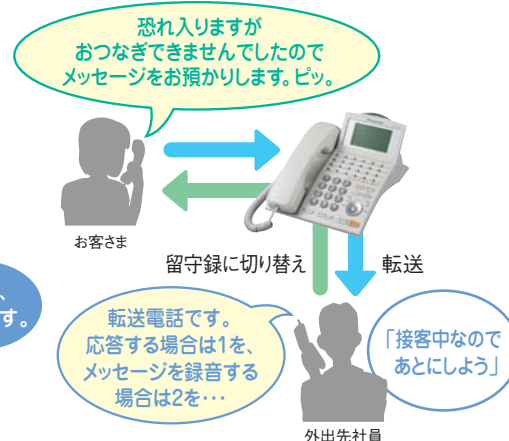 恐れ入りますが
おつなぎできませんでしたので
メッセージをお預かりします。ピッ。
お客さま
留守録に切り替え
転送
、
す。
転送電話です。
応答する場合は1を、
メッセージを録音する
場合は2を・・・
「接客中なので
あとにしよう」
外出先社員